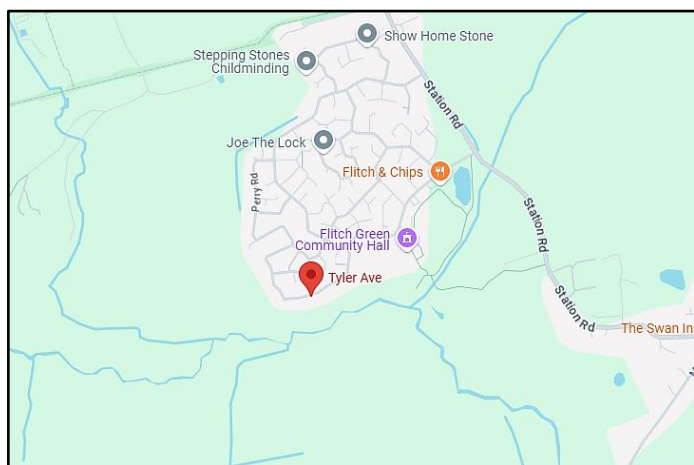 Show Home Stone
Stepping Stones
Childminding
Station Rd
Joe The Lock
Flitch & Chips
Perry Rd
Station Rd
Flitch Green
Community Hall
Tyler Ave
Station Rd
The Swan In